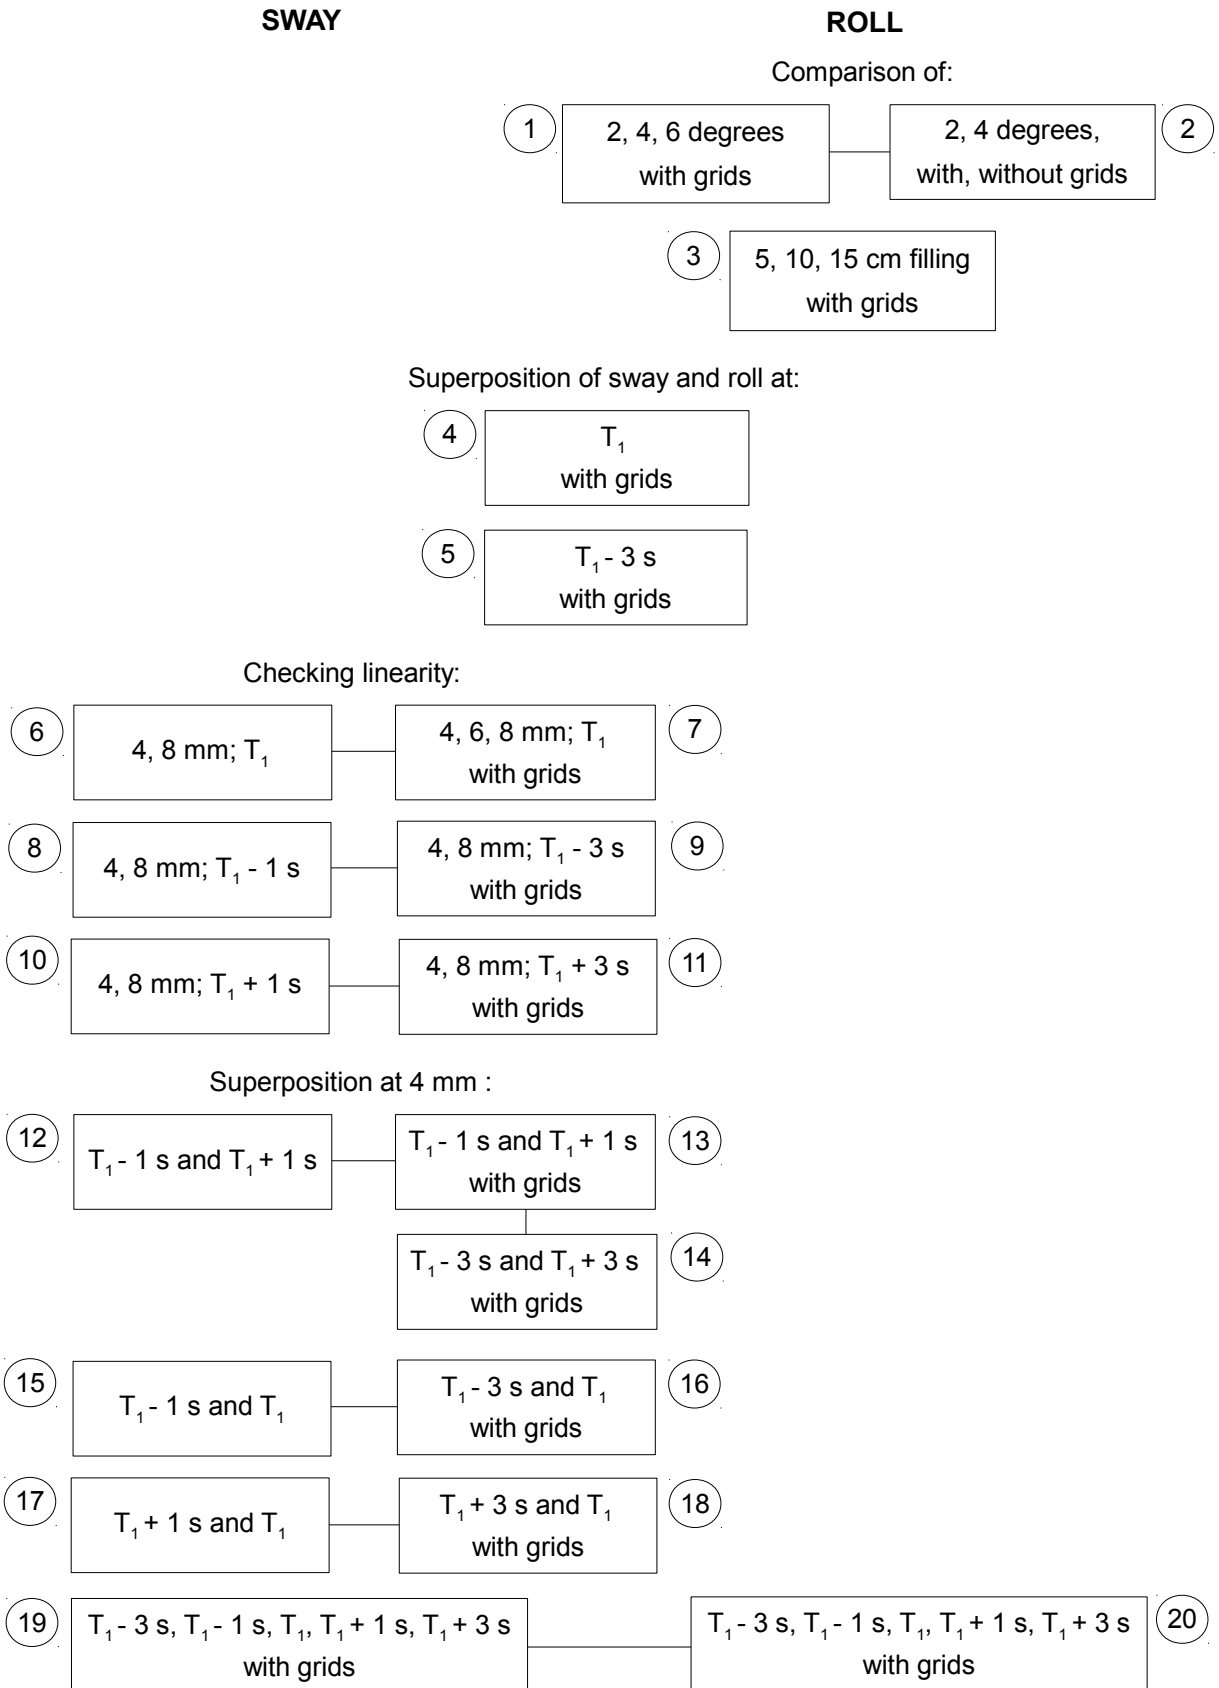 SWAY
ROLL
Comparison of:
1
2, 4, 6 degrees
with grids
2, 4 degrees,
with, without grids
2
3
5, 10, 15 cm filling
with grids
Superposition of sway and roll at:
4
T₁
with grids
5
T₁ - 3 s
with grids
Checking linearity:
6
4, 8 mm; T₁
4, 6, 8 mm; T₁
with grids
7
8
4, 8 mm; T₁ - 1 s
4, 8 mm; T₁ - 3 s
with grids
9
10
4, 8 mm; T₁ + 1 s
4, 8 mm; T₁ + 3 s
with grids
11
Superposition at 4 mm :
12
T₁ - 1 s and T₁ + 1 s
T₁ - 1 s and T₁ + 1 s
with grids
13
T₁ - 3 s and T₁ + 3 s
with grids
14
15
T₁ - 1 s and T₁
T₁ - 3 s and T₁
with grids
16
17
T₁ + 1 s and T₁
T₁ + 3 s and T₁
with grids
18
19
T₁ - 3 s, T₁ - 1 s, T₁, T₁ + 1 s, T₁ + 3 s
with grids
T₁ - 3 s, T₁ - 1 s, T₁, T₁ + 1 s, T₁ + 3 s
with grids
20